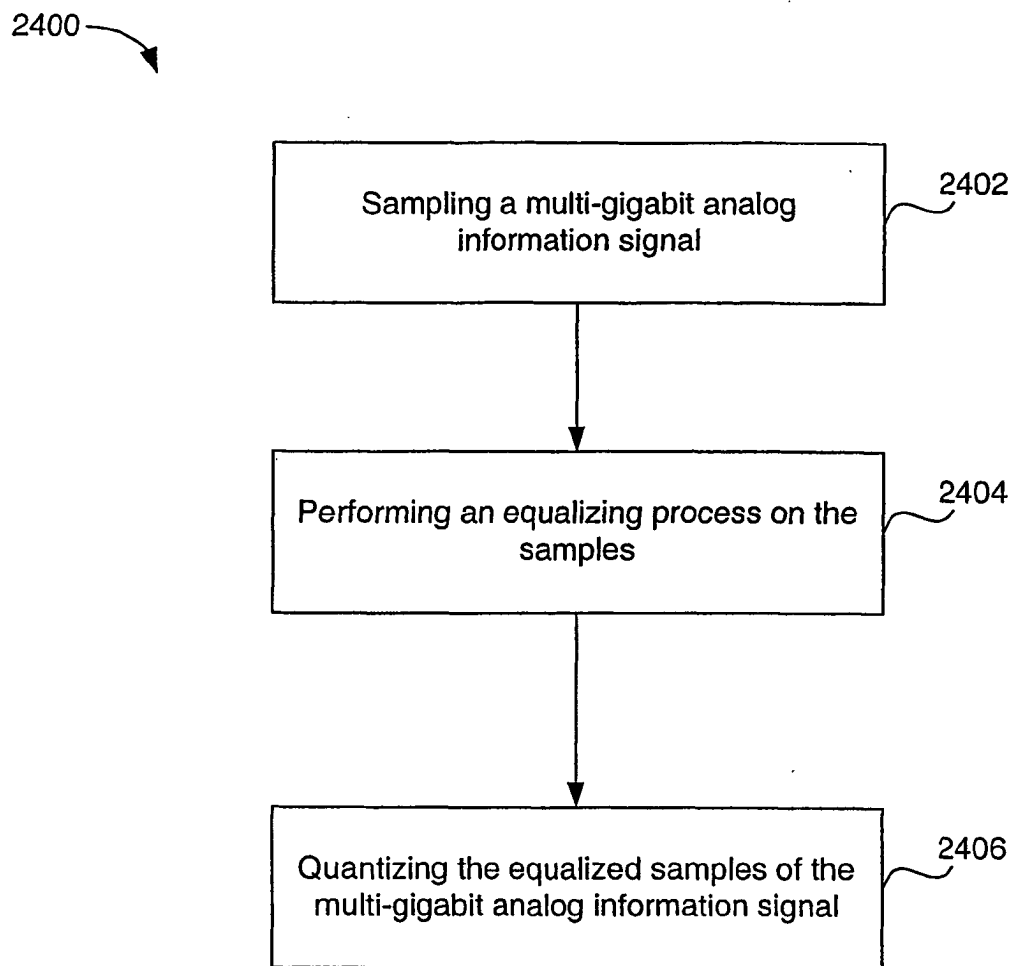 2400
Sampling a multi-gigabit analog
information signal
2402
Performing an equalizing process on the
samples
2404
Quantizing the equalized samples of the
multi-gigabit analog information signal
2406